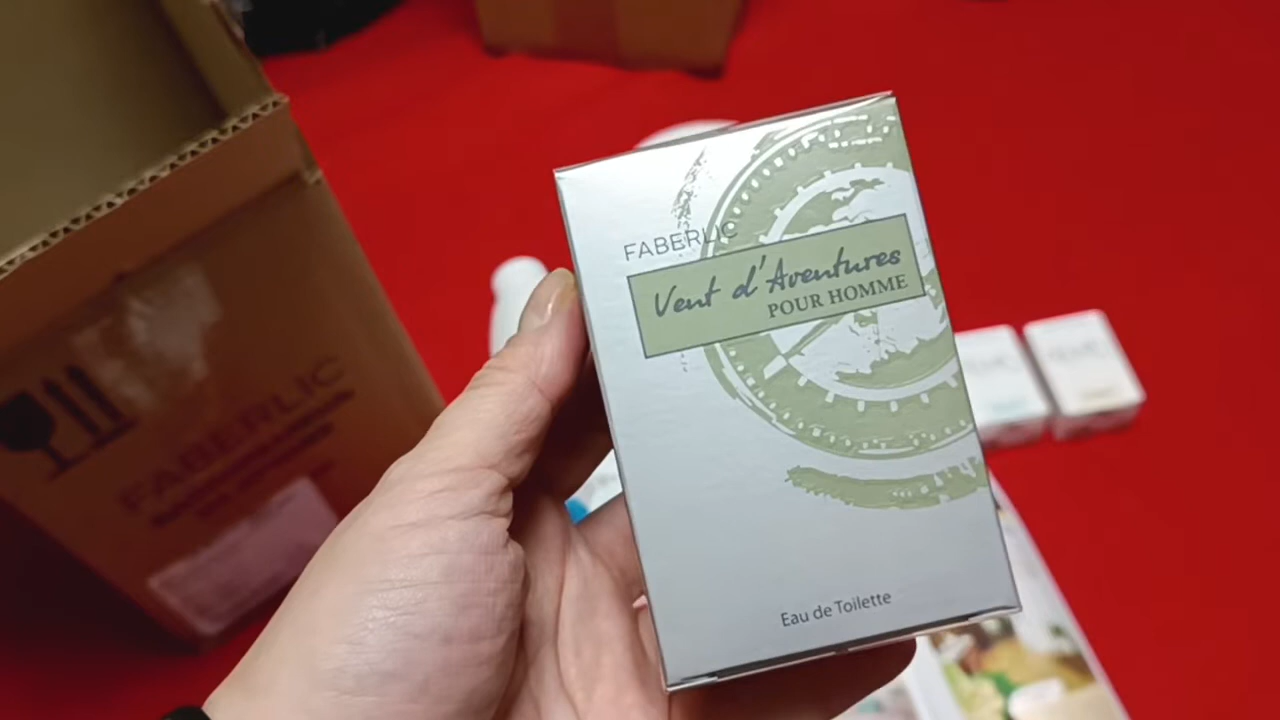 FABERLIC
Vent d'Aventures
POUR HOMME
Eau de Toilette
FABERLIC